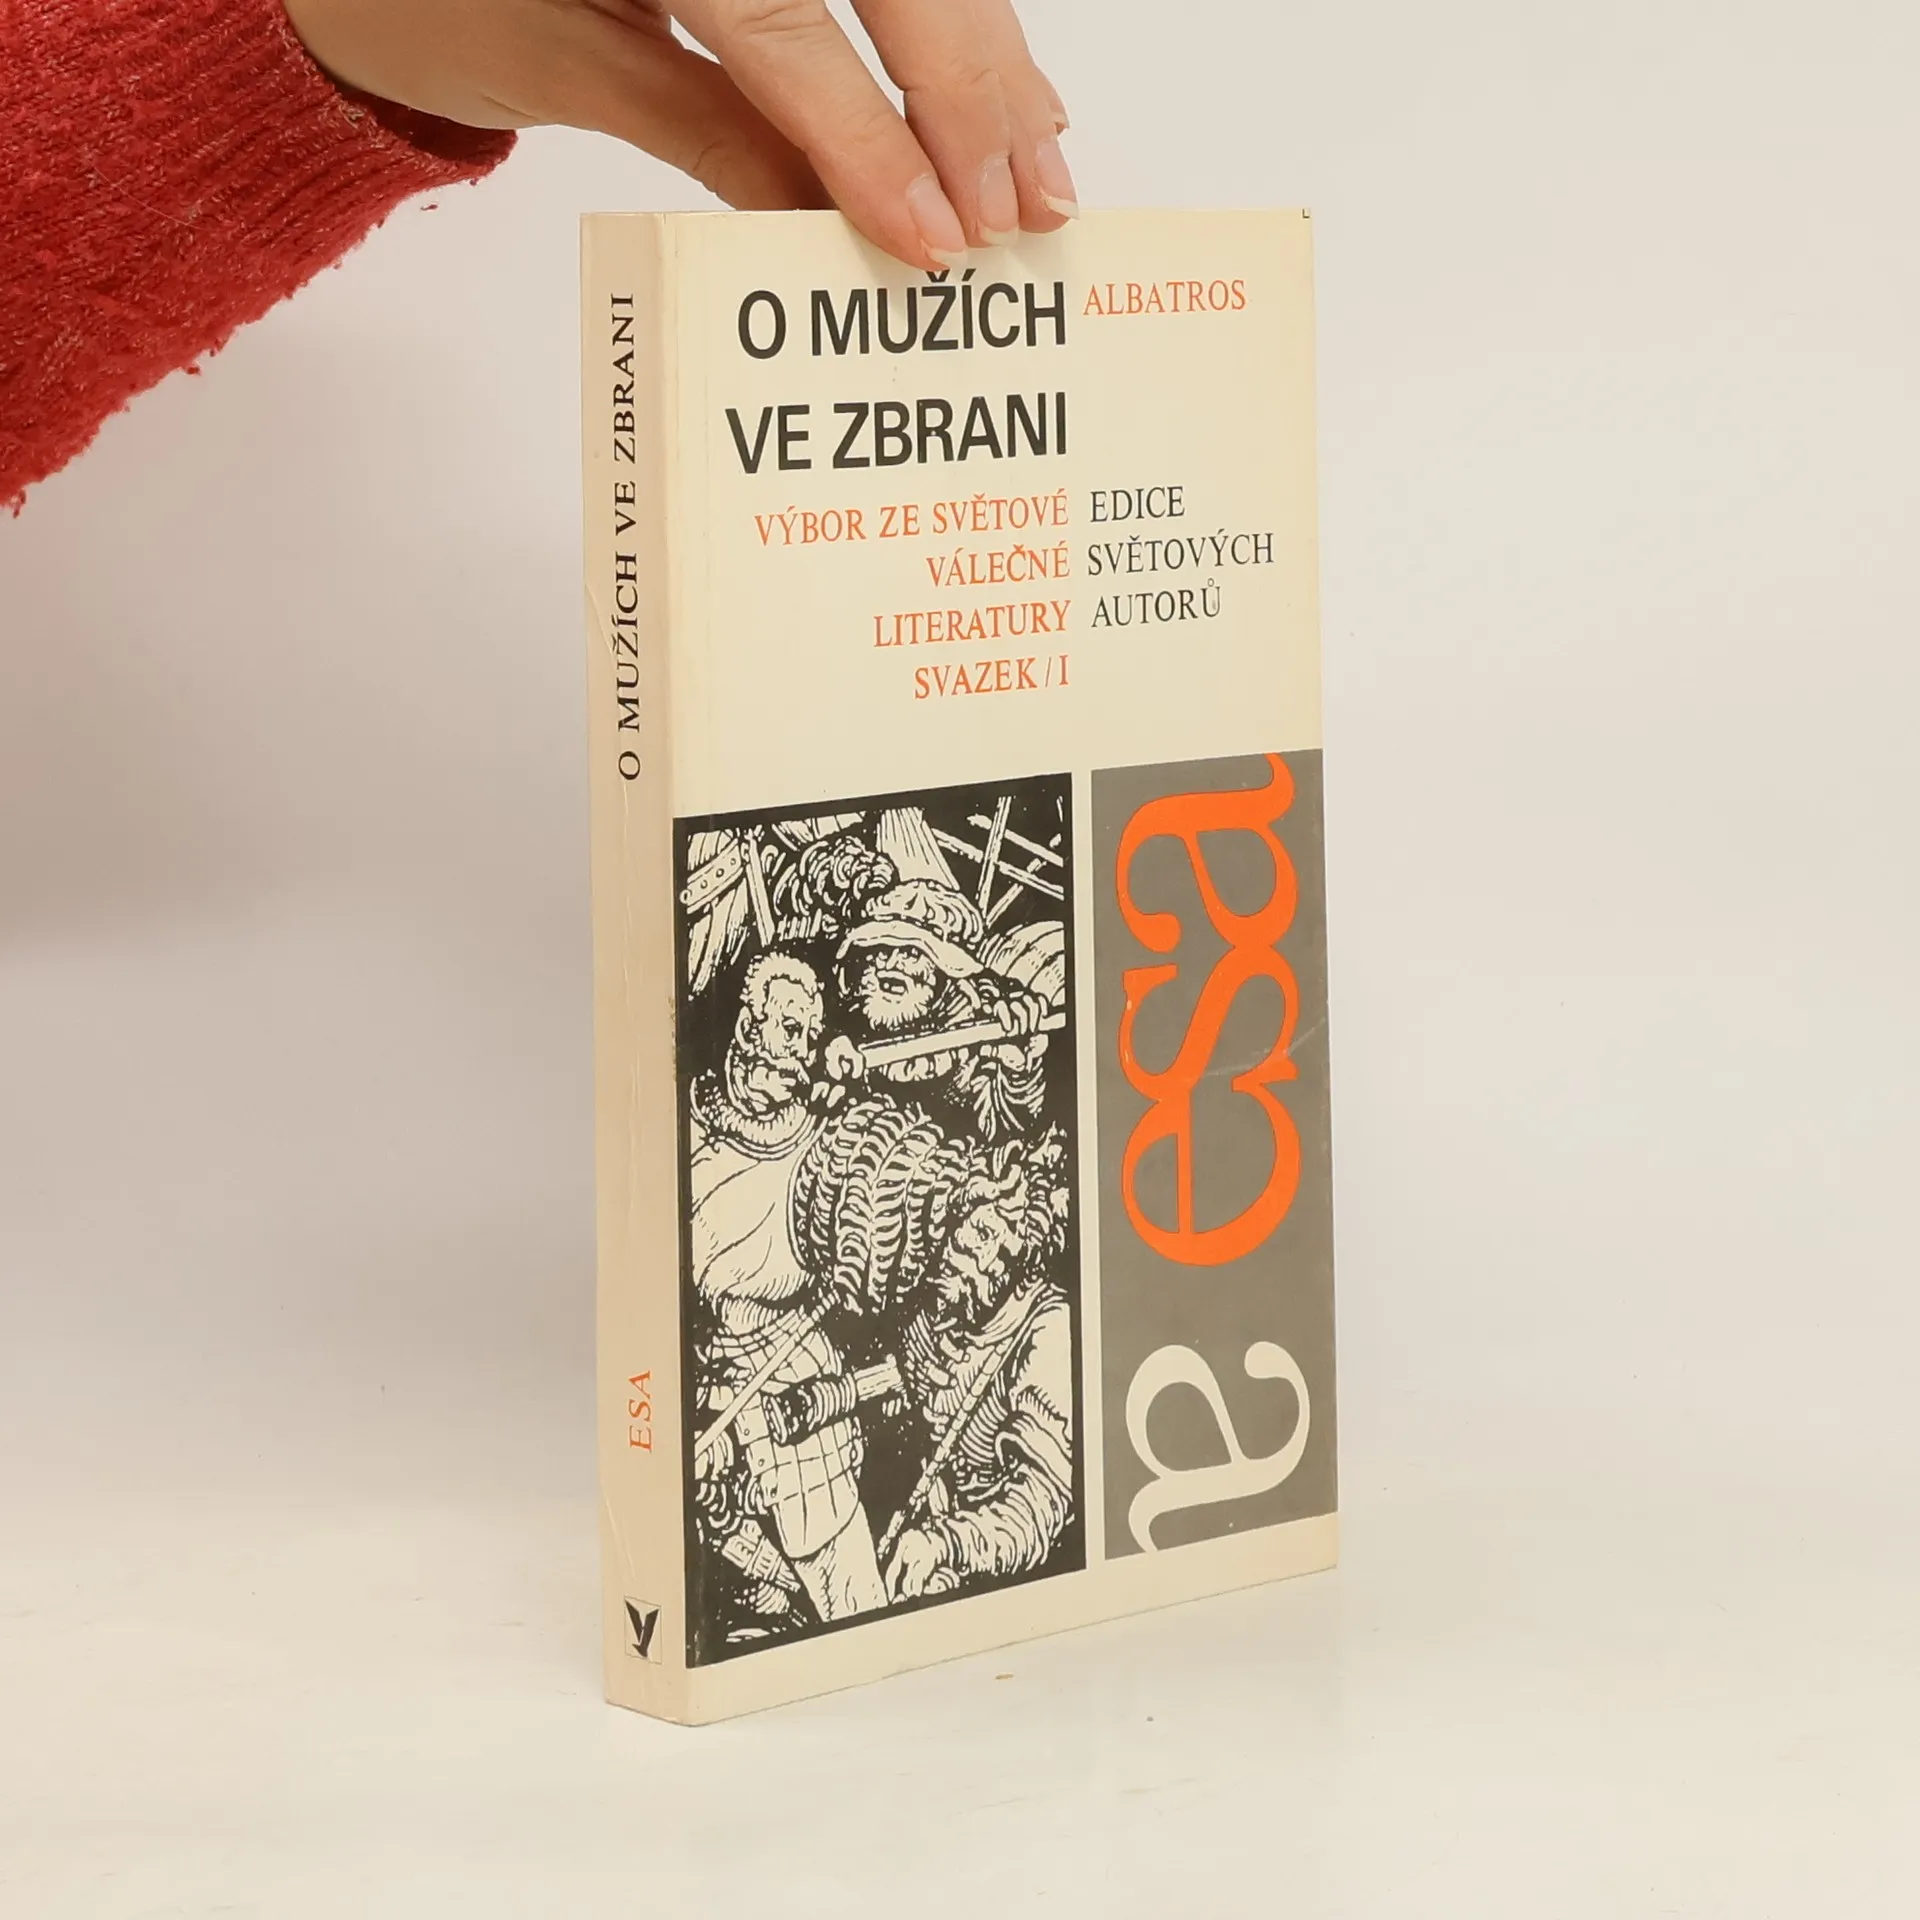 O MUŽÍCH VE ZBRANI
ESA
O MUŽÍCH
VE ZBRANI
VÝBOR ZE SVĚTOVÉ
VÁLEČNÉ
LITERATURY
SVAZEK / I
ALBATROS
EDICE
SVĚTOVÝCH
AUTORŮ
esa